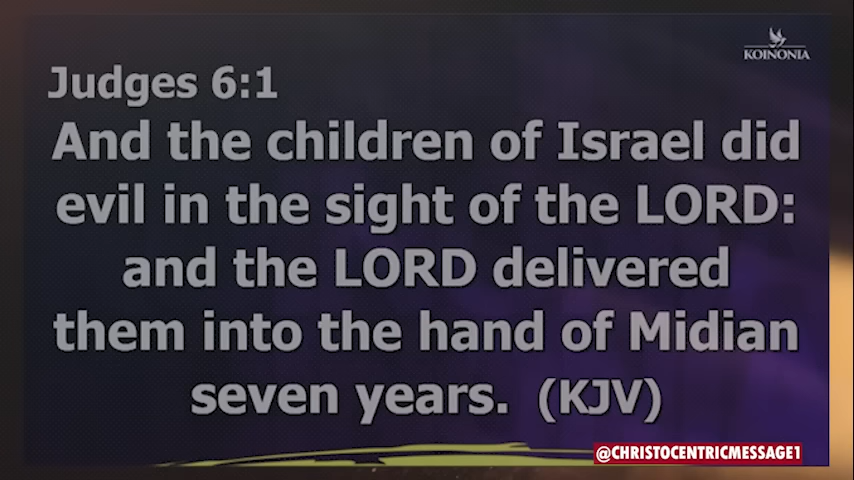 KOINONIA
Judges 6:1
And the children of Israel did
evil in the sight of the LORD:
and the LORD delivered
them into the hand of Midian
seven years. (KJV)
@CHRISTOCENTRICMESSAGE1